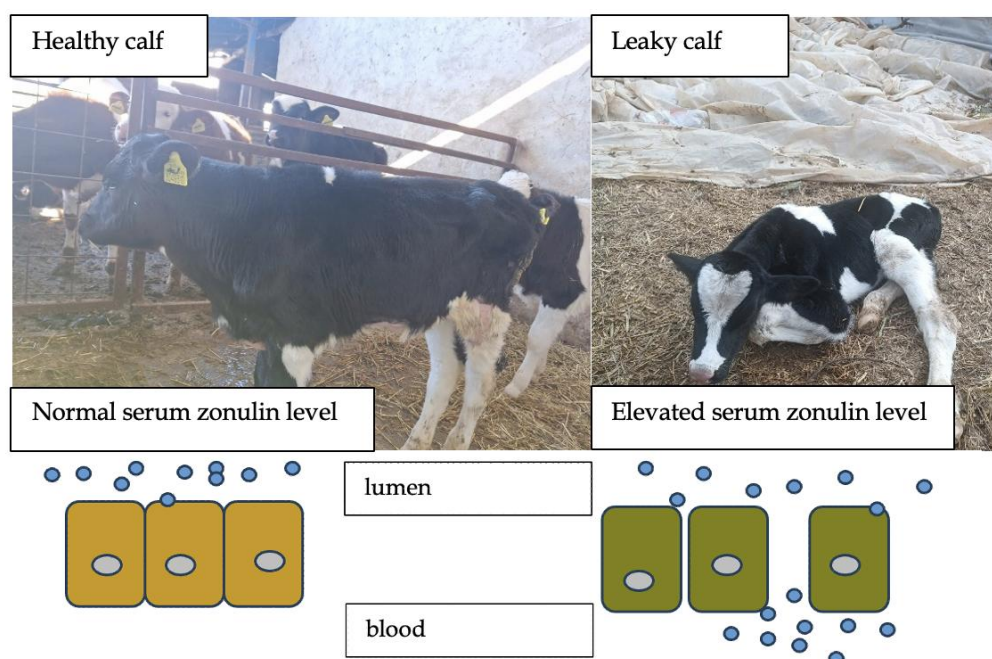 Healthy calf
Leaky calf
Normal serum zonulin level
Elevated serum zonulin level
lumen
blood